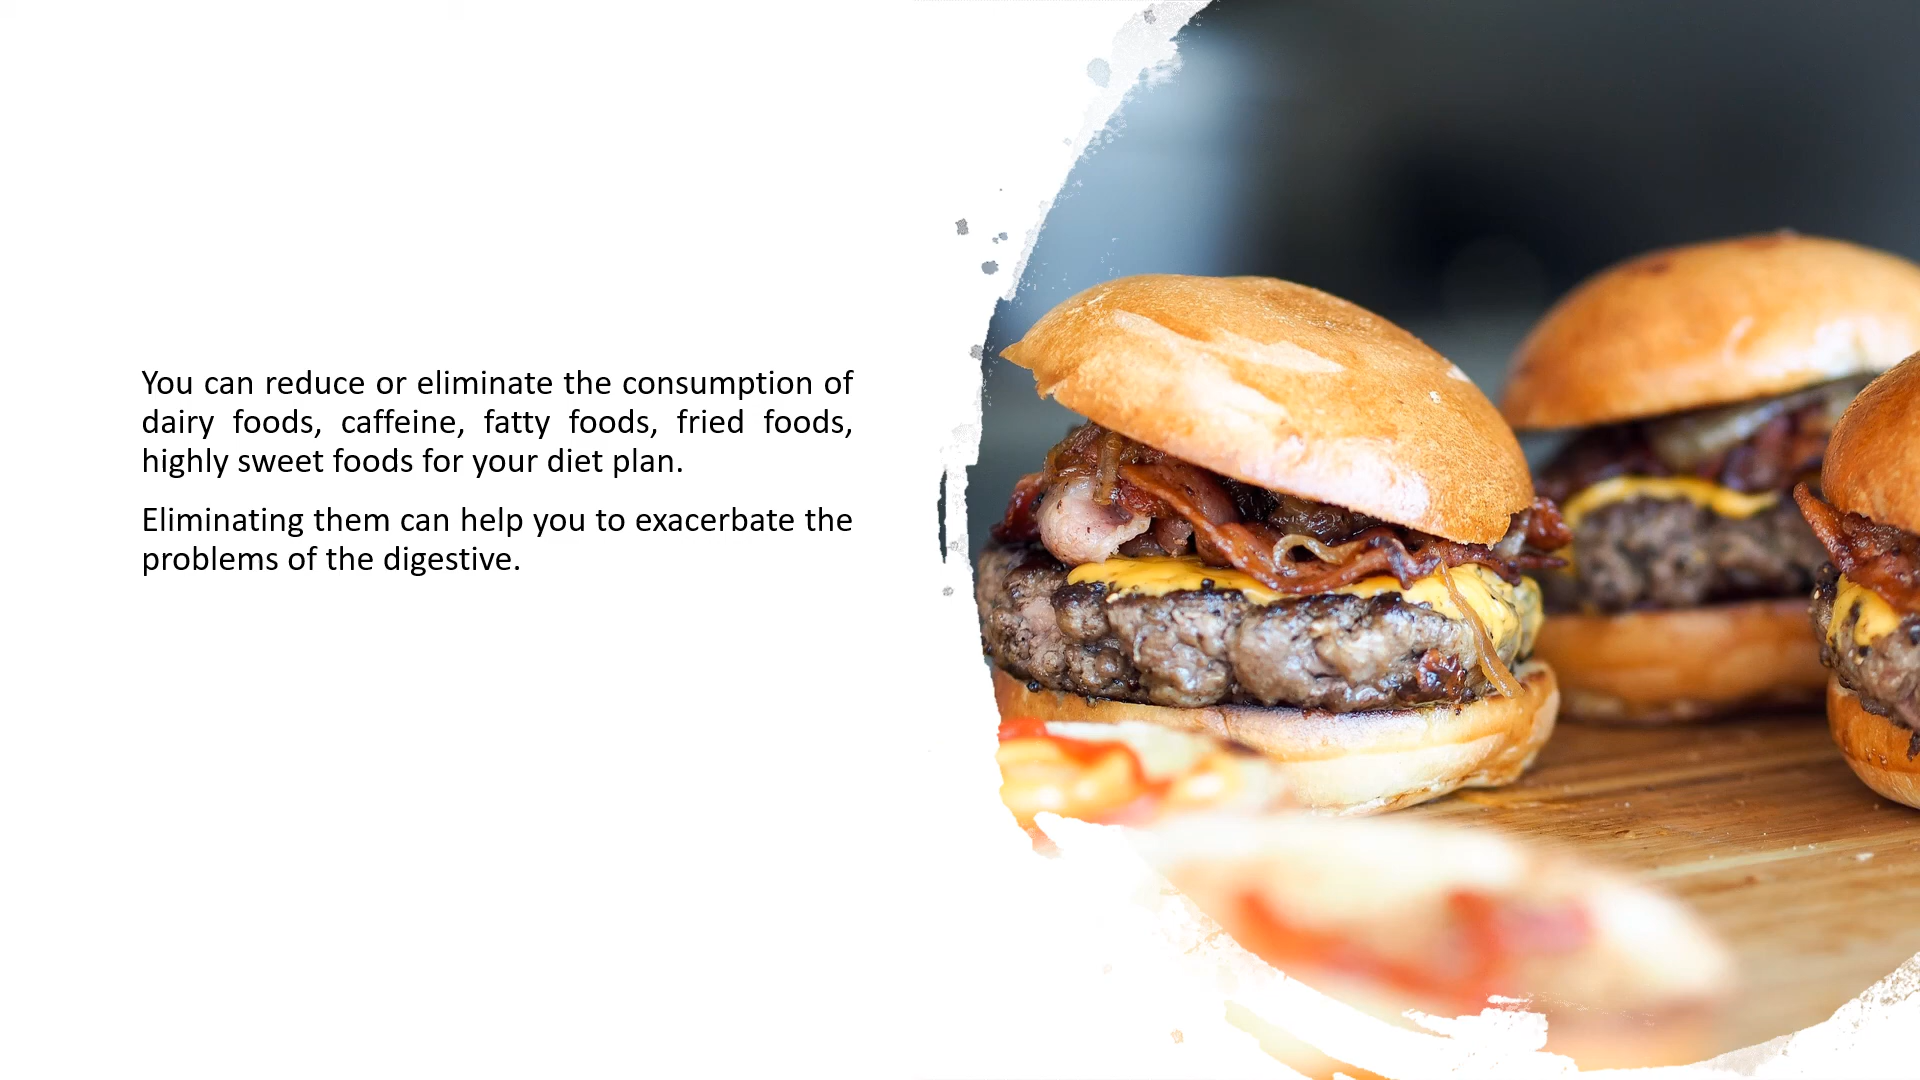 You can reduce or eliminate the consumption of
dairy foods, caffeine, fatty foods, fried foods,
highly sweet foods for your diet plan.
Eliminating them can help you to exacerbate the
problems of the digestive.